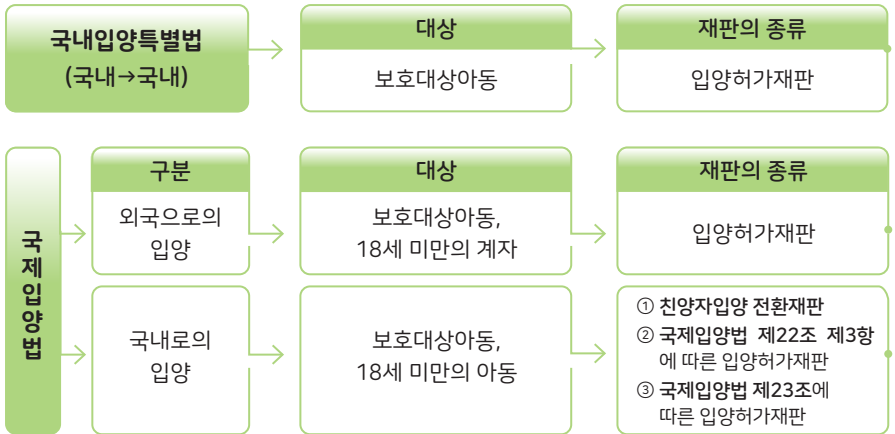 국내입양특별법
(국내→국내)
대상
보호대상아동
재판의 종류
입양허가재판
국제입양법
구분
대상
재판의 종류
외국으로의
입양
보호대상아동,
18세 미만의 계자
입양허가재판
국내로의
입양
보호대상아동,
18세 미만의 아동
① 친양자입양 전환재판
② 국제입양법 제22조 제3항
에 따른 입양허가재판
③ 국제입양법 제23조에
따른 입양허가재판